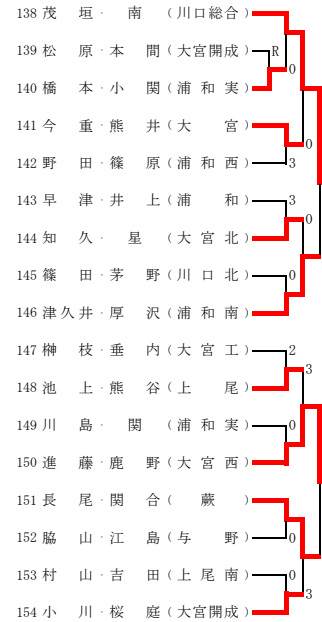 138 茂 垣・南 (川口総合)
139 松 原・本 間 (大宮開成)
R
0
140 橋 本・小 関 (浦和実)
141 今 重・熊 井 (大 宮)
0
142 野 田・篠 原 (浦和西)
3
143 早 津・井 上 (浦 和)
3
0
144 知 久・星 (大宮北)
145 篠 田・茅 野 (川口北)
0
146 津久井・厚 沢 (浦和南)
147 榊 枝・垂 内 (大宮工)
2
3
148 池 上・熊 谷 (上 尾)
149 川 島・関 (浦和実)
0
150 進 藤・鹿 野 (大宮西)
151 長 尾・関 合 (蕨)
152 脇 山・江 島 (与 野)
0
153 村 山・吉 田 (上尾南)
0
3
154 小 川・桜 庭 (大宮開成)